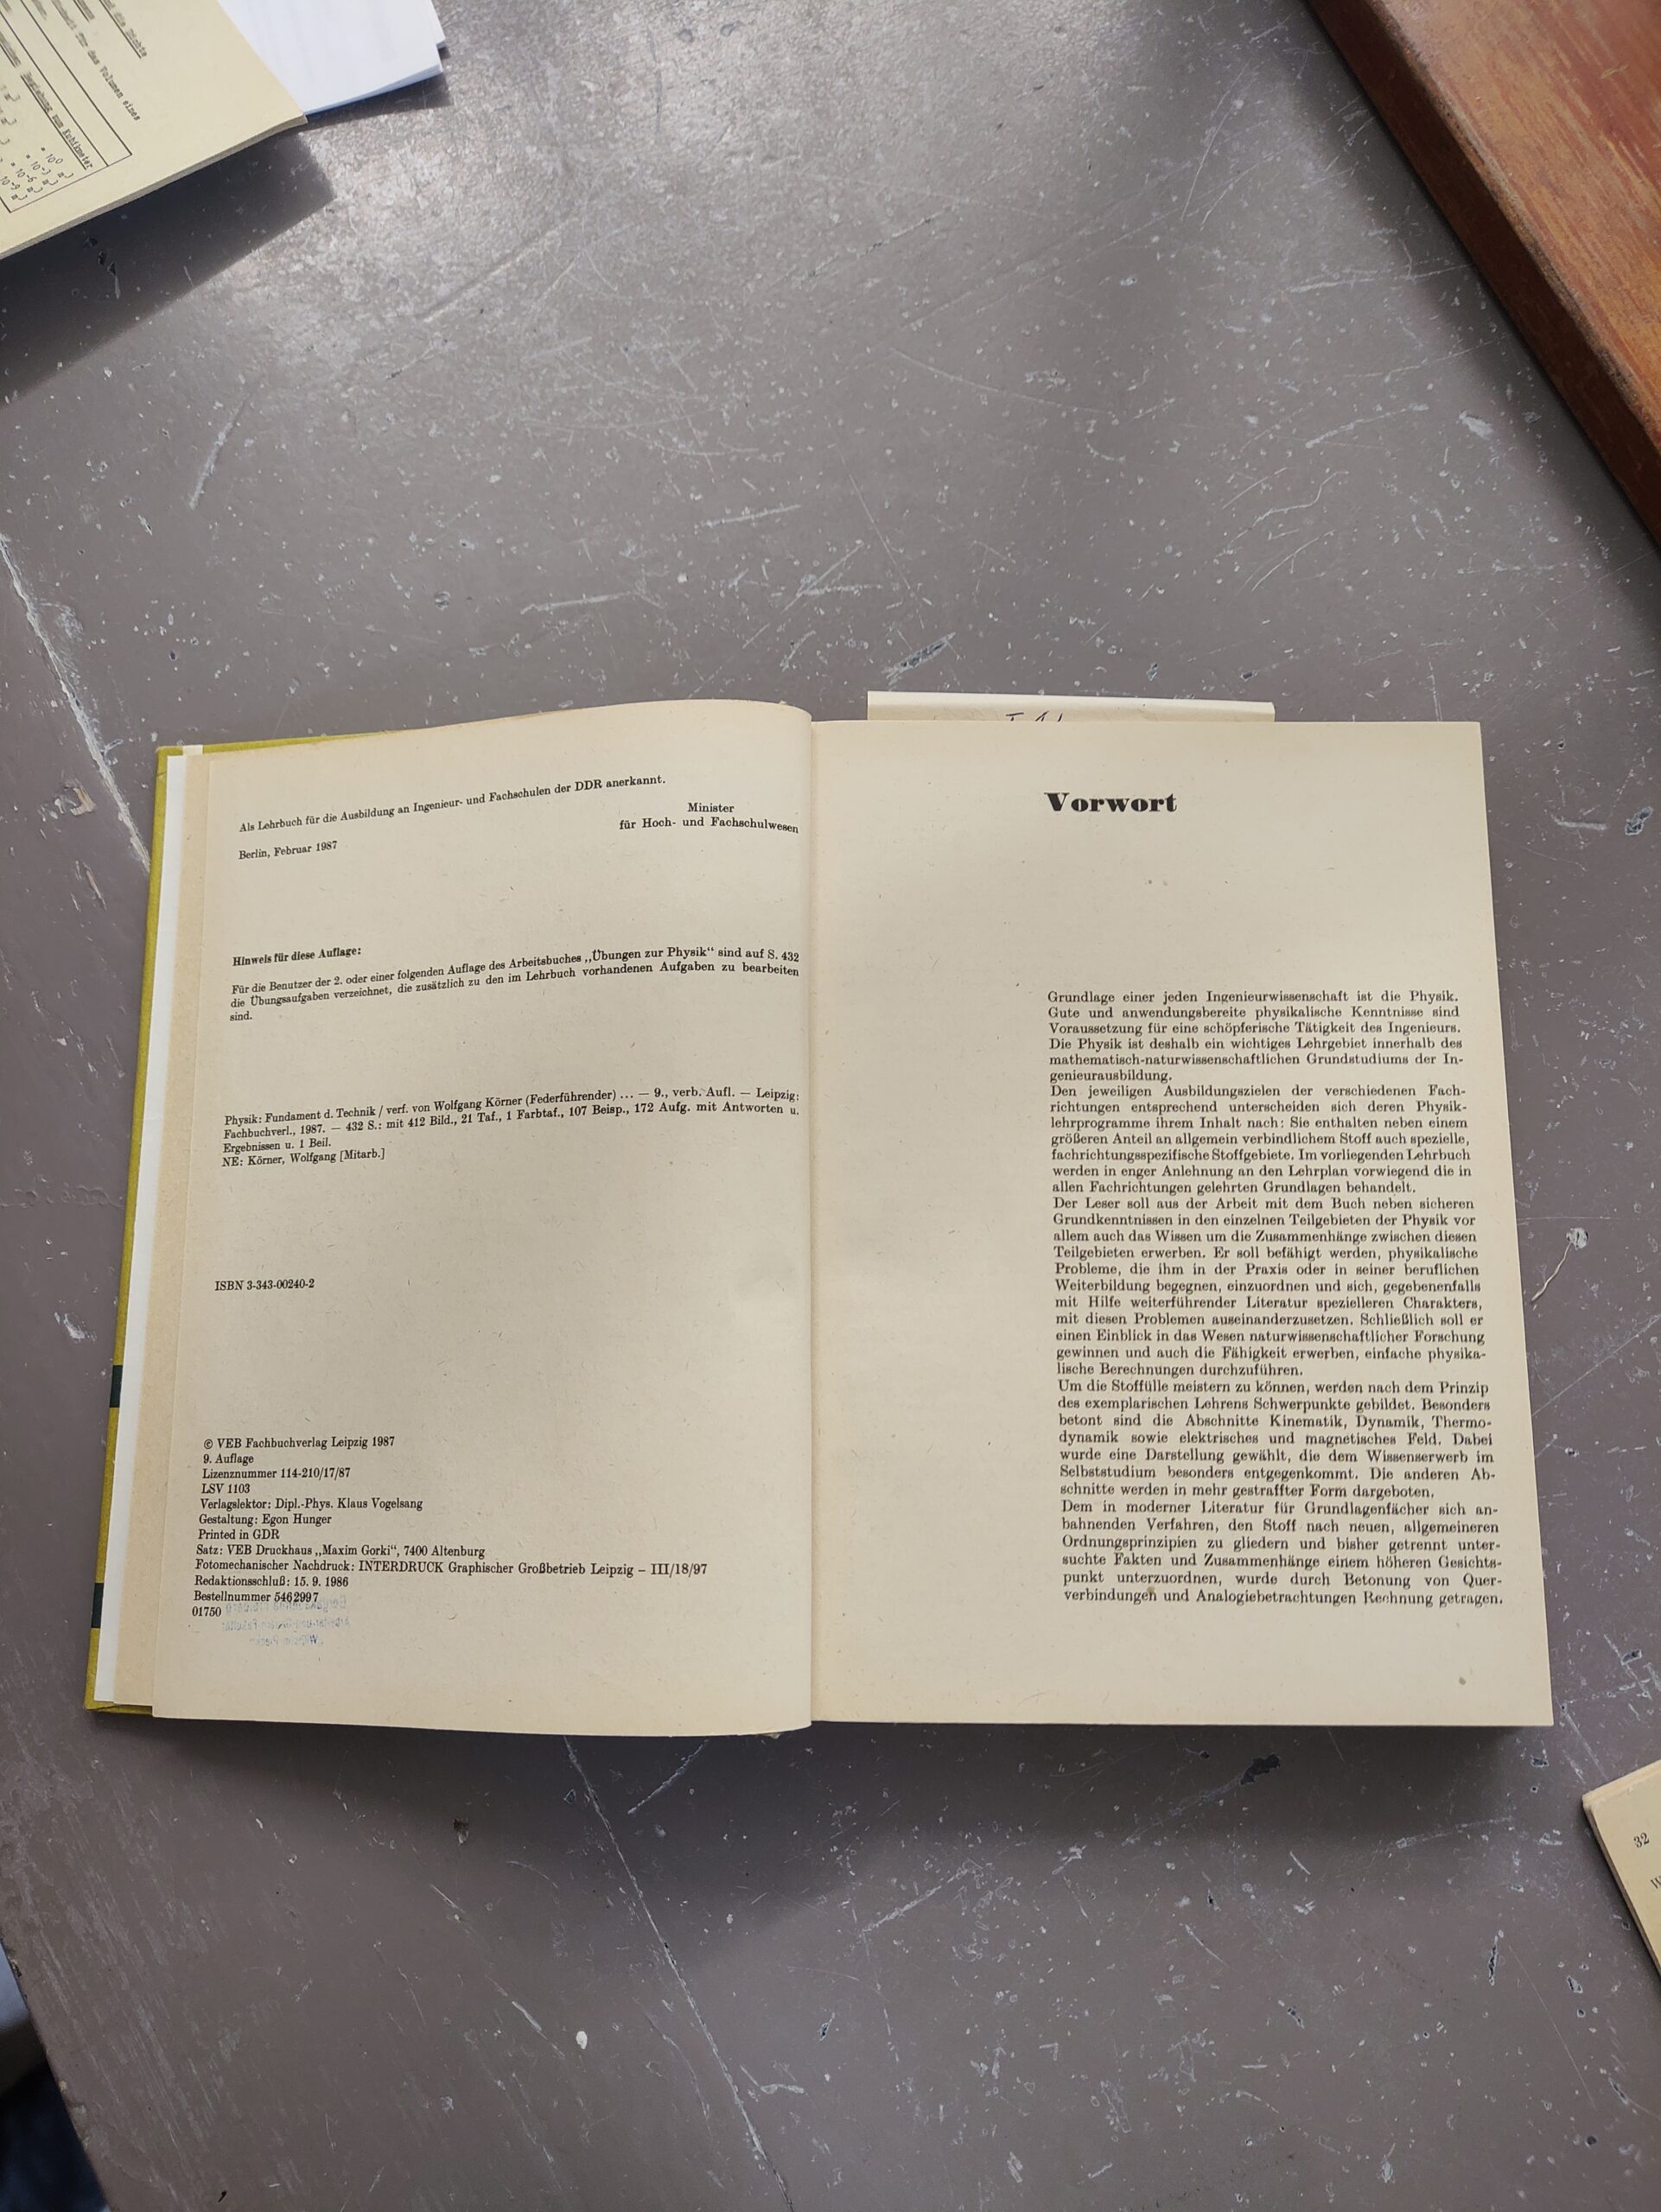 Als Lehrbuch für die Ausbildung an Ingenieur- und Fachschulen der DDR anerkannt.
Minister
für Hoch- und Fachschulwesen
Berlin, Februar 1987
Hinweis für diese Auflage:
Für die Benutzer der 2. oder einer folgenden Auflage des Arbeitsbuches „Übungen zur Physik“ sind auf S. 432
die Übungsaufgaben verzeichnet, die zusätzlich zu den im Lehrbuch vorhandenen Aufgaben zu bearbeiten
sind.
Physik: Fundament d. Technik / verf. von Wolfgang Körner (Federführender) ... — 9., verb. Aufl. — Leipzig:
Fachbuchverl., 1987. — 432 S.: mit 412 Bild., 21 Taf., 1 Farbtaf., 107 Beisp., 172 Aufg. mit Antworten u.
Ergebnissen u. 1 Beil.
NE: Körner, Wolfgang [Mitarb.]
ISBN 3-343-00240-2
© VEB Fachbuchverlag Leipzig 1987
9. Auflage
Lizenznummer 114-210/17/87
LSV 1103
Verlagslektor: Dipl.-Phys. Klaus Vogelsang
Gestaltung: Egon Hunger
Printed in GDR
Satz: VEB Druckhaus „Maxim Gorki“, 7400 Altenburg
Fotomechanischer Nachdruck: INTERDRUCK Graphischer Großbetrieb Leipzig – III/18/97
Redaktionsschluß: 15. 9. 1986
Bestellnummer 546 299 7
01750
Vorwort
Grundlage einer jeden Ingenieurwissenschaft ist die Physik.
Gute und anwendungsbereite physikalische Kenntnisse sind
Voraussetzung für eine schöpferische Tätigkeit des Ingenieurs.
Die Physik ist deshalb ein wichtiges Lehrgebiet innerhalb des
mathematisch-naturwissenschaftlichen Grundstudiums der In-
genieurausbildung.
Den jeweiligen Ausbildungszielen der verschiedenen Fach-
richtungen entsprechend unterscheiden sich deren Physik-
lehrprogramme ihrem Inhalt nach: Sie enthalten neben einem
größeren Anteil an allgemein verbindlichem Stoff auch spezielle,
fachrichtungsspezifische Stoffgebiete. Im vorliegenden Lehrbuch
werden in enger Anlehnung an den Lehrplan vorwiegend die in
allen Fachrichtungen gelehrten Grundlagen behandelt.
Der Leser soll aus der Arbeit mit dem Buch neben sicheren
Grundkenntnissen in den einzelnen Teilgebieten der Physik vor
allem auch das Wissen um die Zusammenhänge zwischen diesen
Teilgebieten erwerben. Er soll befähigt werden, physikalische
Probleme, die ihm in der Praxis oder in seiner beruflichen
Weiterbildung begegnen, einzuordnen und sich, gegebenenfalls
mit Hilfe weiterführender Literatur spezielleren Charakters,
mit diesen Problemen auseinanderzusetzen. Schließlich soll er
einen Einblick in das Wesen naturwissenschaftlicher Forschung
gewinnen und auch die Fähigkeit erwerben, einfache physika-
lische Berechnungen durchzuführen.
Um die Stoffülle meistern zu können, werden nach dem Prinzip
des exemplarischen Lehrens Schwerpunkte gebildet. Besonders
betont sind die Abschnitte Kinematik, Dynamik, Thermo-
dynamik sowie elektrisches und magnetisches Feld. Dabei
wurde eine Darstellung gewählt, die dem Wissenserwerb im
Selbststudium besonders entgegenkommt. Die anderen Ab-
schnitte werden in mehr gestraffter Form dargeboten.
Dem in moderner Literatur für Grundlagenfächer sich an-
bahnenden Verfahren, den Stoff nach neuen, allgemeineren
Ordnungsprinzipien zu gliedern und bisher getrennt unter-
suchte Fakten und Zusammenhänge einem höheren Gesichts-
punkt unterzuordnen, wurde durch Betonung von Quer-
verbindungen und Analogiebetrachtungen Rechnung getragen.
für das Volumen eines
Beziehung zum Kubikmeter
32